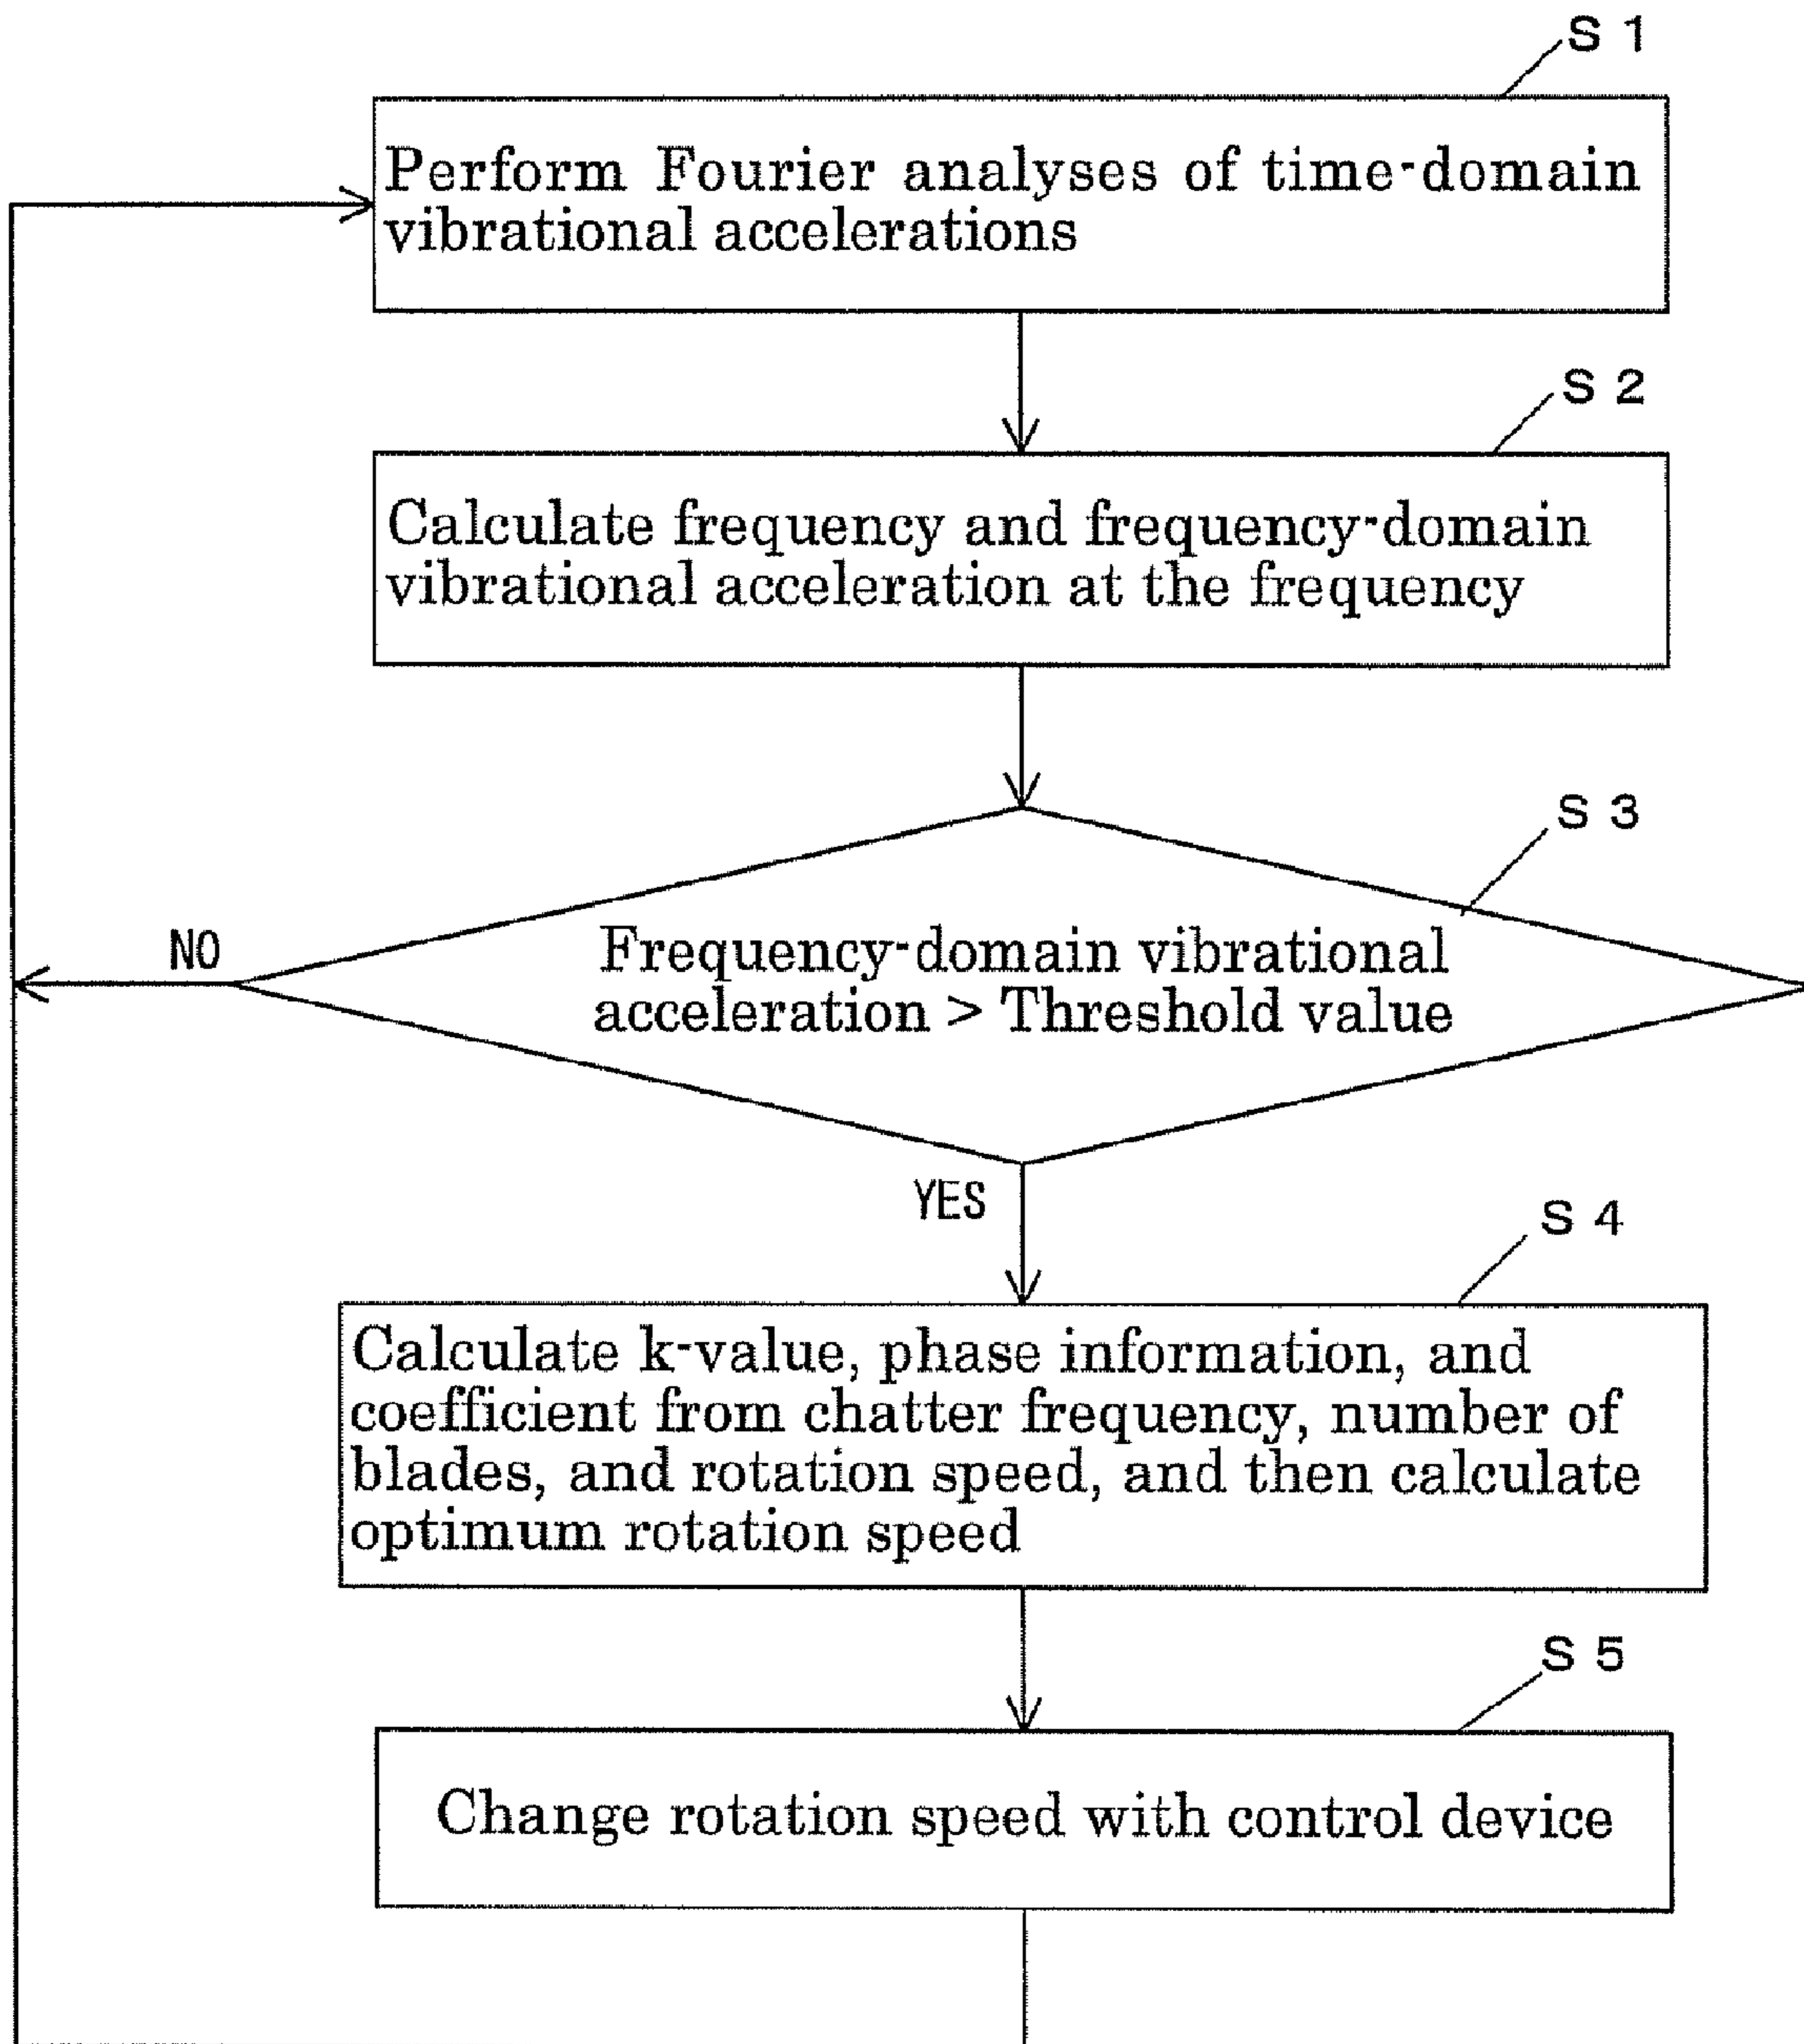 S 1
Perform Fourier analyses of time-domain
vibrational accelerations
S 2
Calculate frequency and frequency-domain
vibrational acceleration at the frequency
S 3
NO
Frequency-domain vibrational
acceleration > Threshold value
YES
S 4
Calculate k-value, phase information, and
coefficient from chatter frequency, number of
blades, and rotation speed, and then calculate
optimum rotation speed
S 5
Change rotation speed with control device